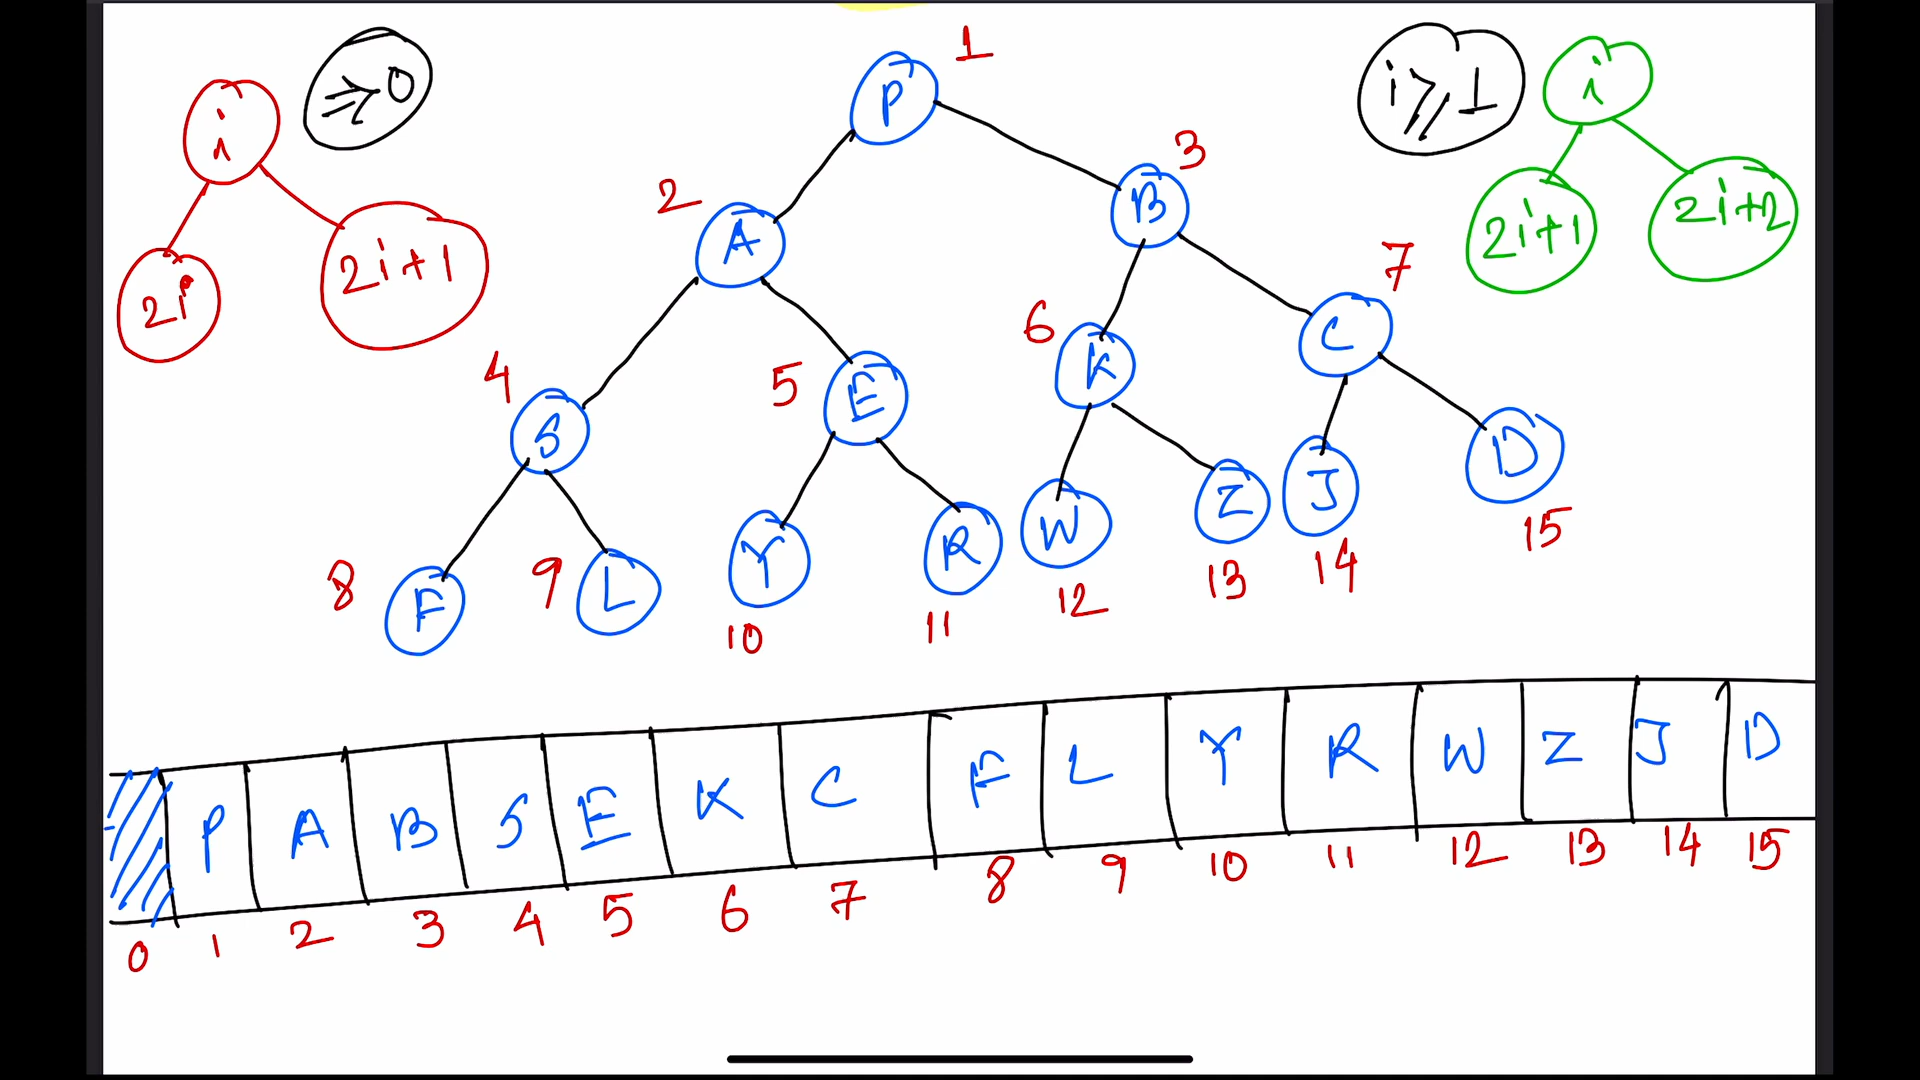 1
i
⩾0
P
i⩾1
i
3
2
B
2i+1
2i+2
A
7
2i
2i+1
6
C
4
5
K
E
S
D
Z
J
W
15
Y
R
8
9
14
F
L
13
12
10
11
P A B S E K C F L Y R W Z J D
0 1 2 3 4 5 6 7 8 9 10 11 12 13 14 15